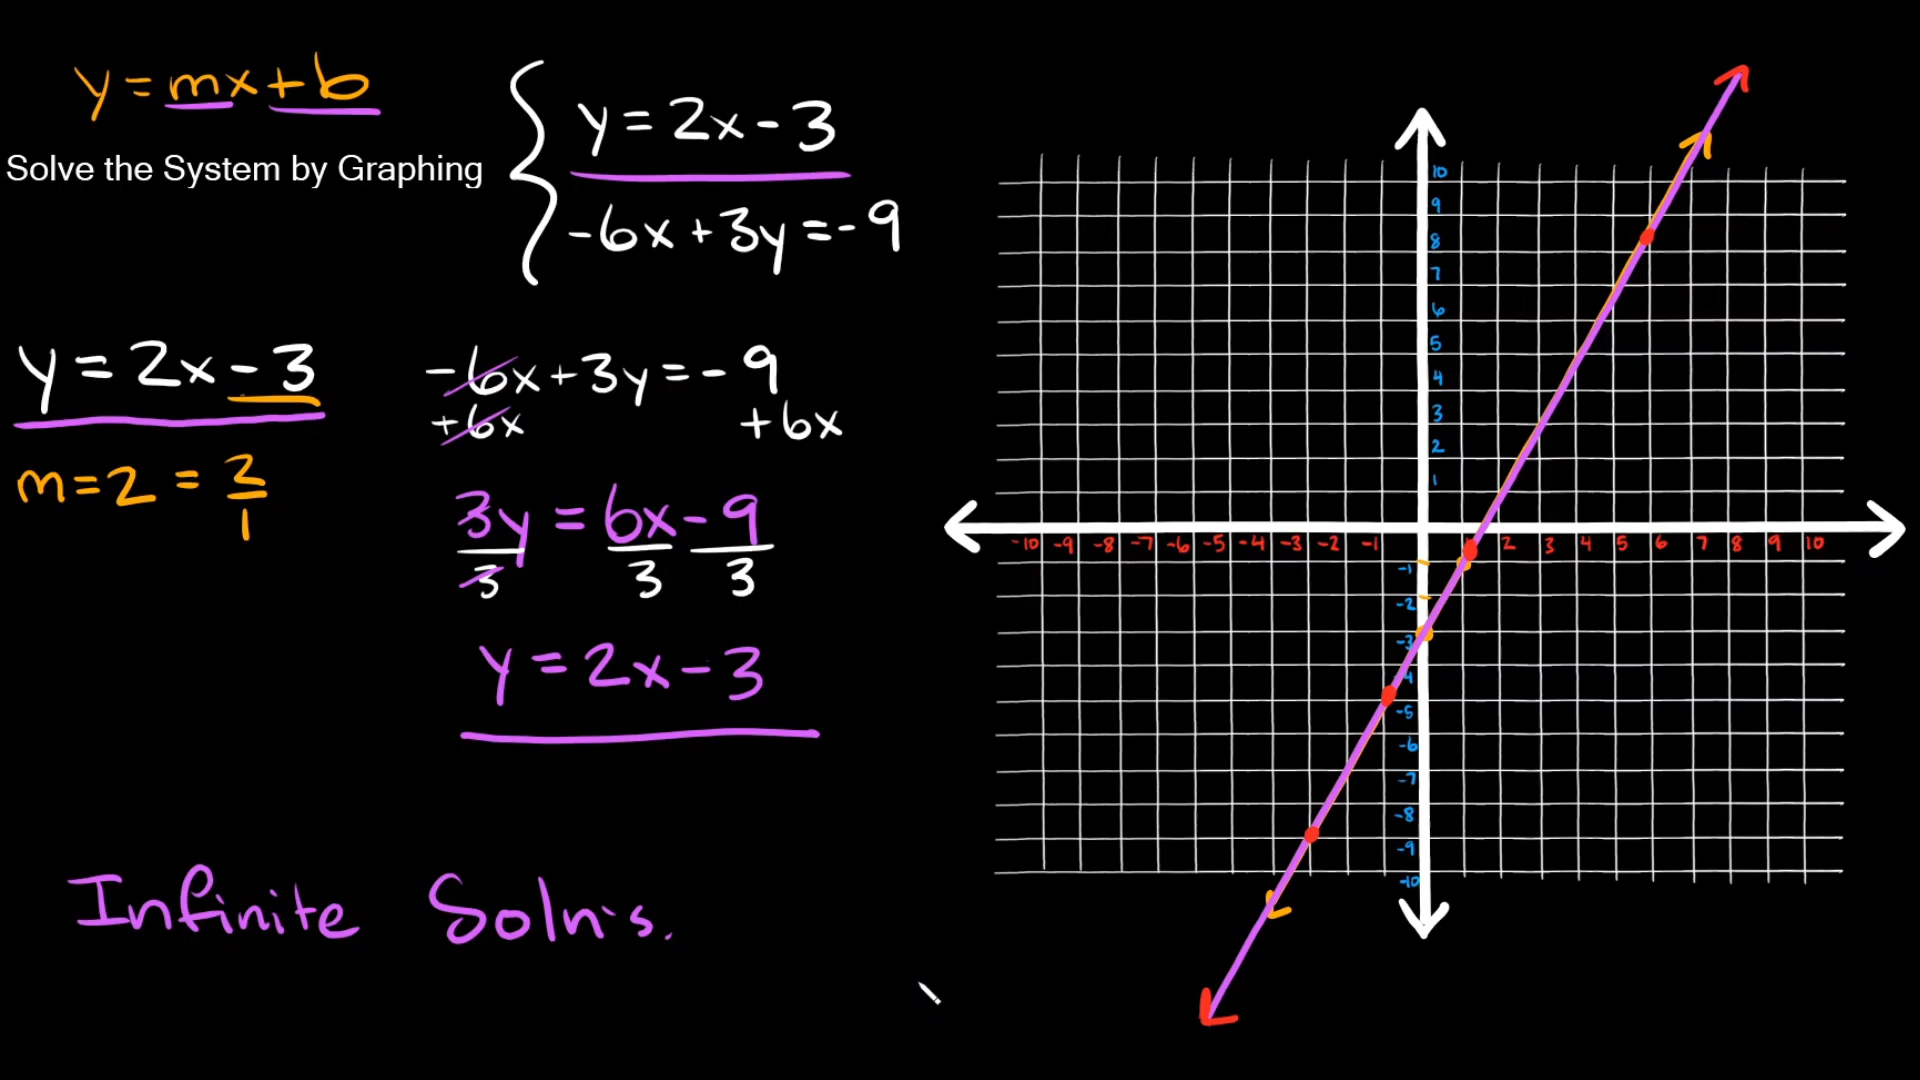 y = mx + b
Solve the System by Graphing
y = 2x - 3
-6x + 3y = -9
y = 2x - 3
m = 2 = 2/1
-6x + 3y = -9
+6x +6x
3y = 6x - 9
3 3 3
y = 2x - 3
Infinite Soln's.
10
9
8
7
6
5
4
3
2
1
-10 -9 -8 -7 -6 -5 -4 -3 -2 -1 2 3 4 5 6 7 8 9 10
-1
-2
-3
-4
-5
-6
-7
-8
-9
-10